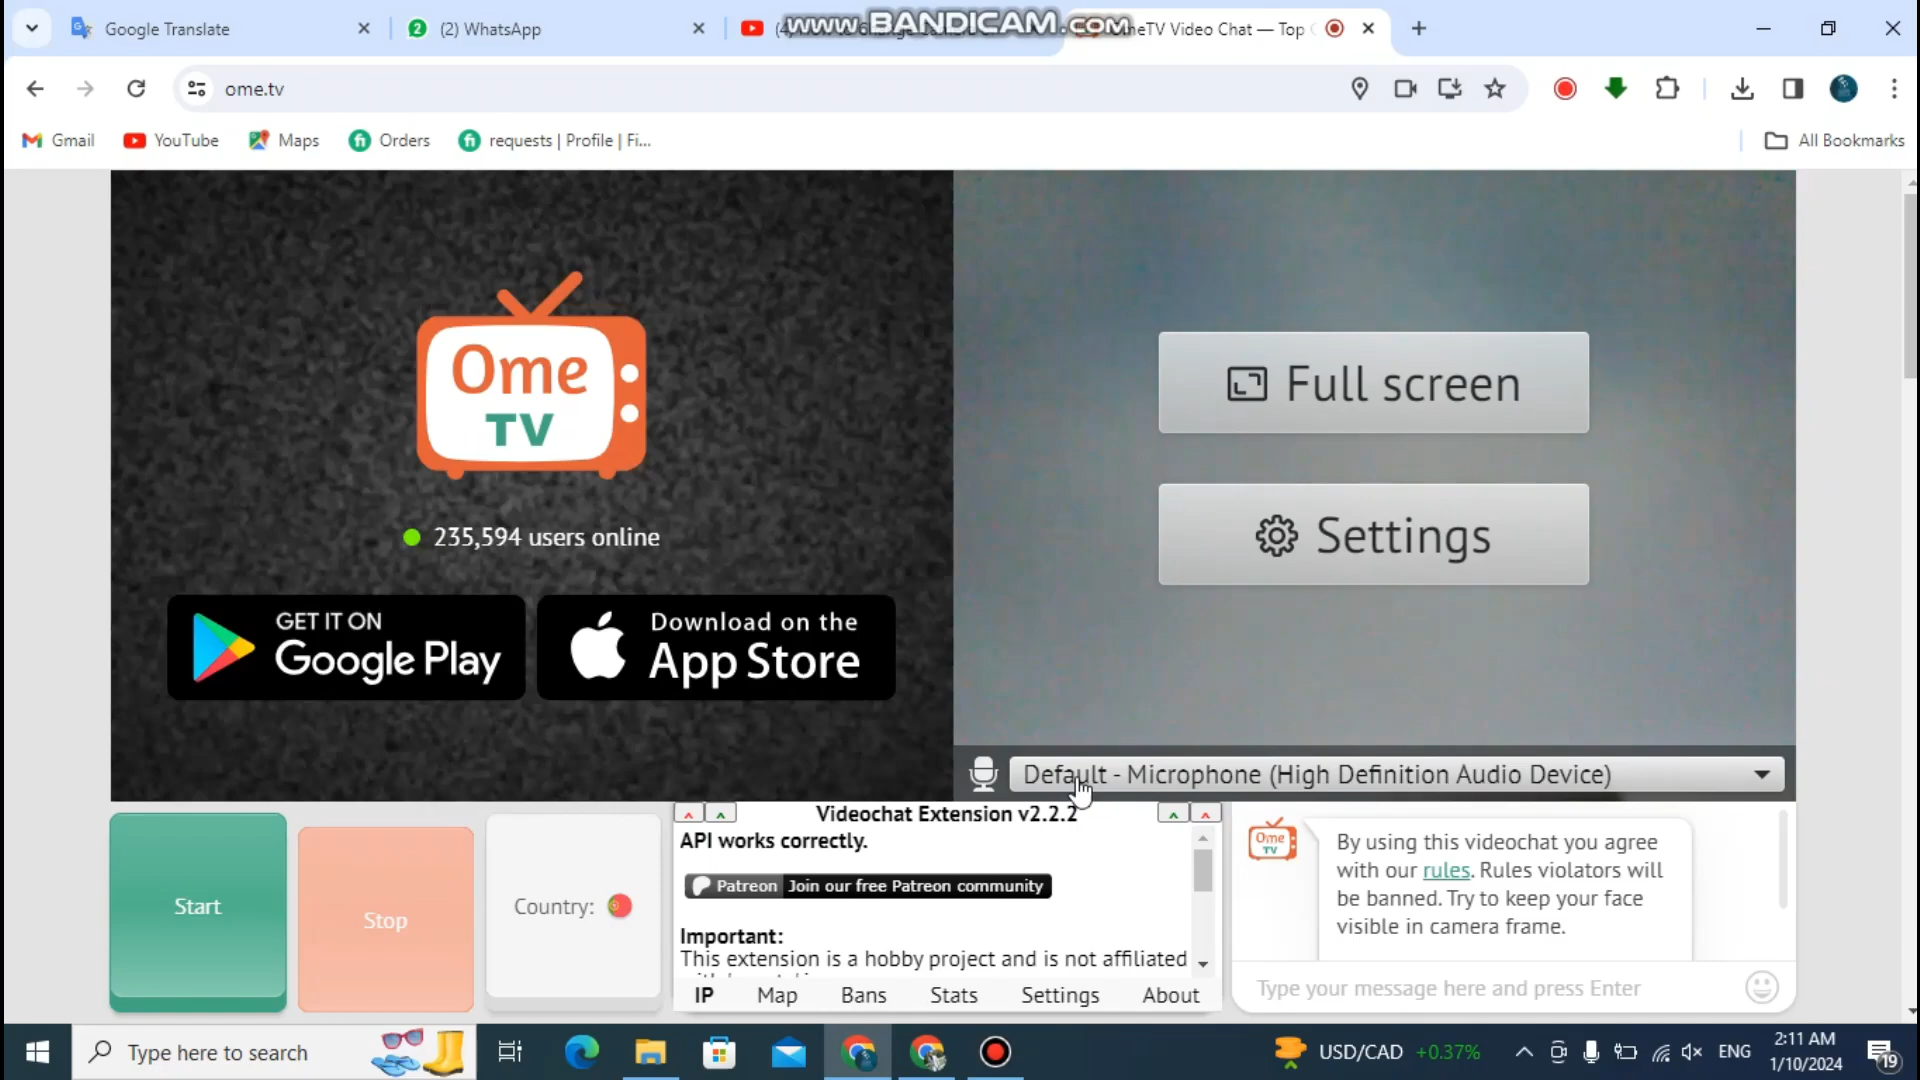 Google Translate
(2) WhatsApp
www.BANDICAM.com
OmeTV Video Chat — Top
ome.tv
Gmail
YouTube
Maps
Orders
requests | Profile | Fi...
All Bookmarks
Ome
TV
235,594 users online
GET IT ON
Google Play
Download on the
App Store
Full screen
Settings
Default - Microphone (High Definition Audio Device)
Start
Stop
Country:
Videochat Extension v2.2.2
API works correctly.
Patreon Join our free Patreon community
Important:
This extension is a hobby project and is not affiliated
IP Map Bans Stats Settings About
Ome
TV
By using this videochat you agree
with our rules. Rules violators will
be banned. Try to keep your face
visible in camera frame.
Type your message here and press Enter
Type here to search
USD/CAD +0.37%
ENG
2:11 AM
1/10/2024
19